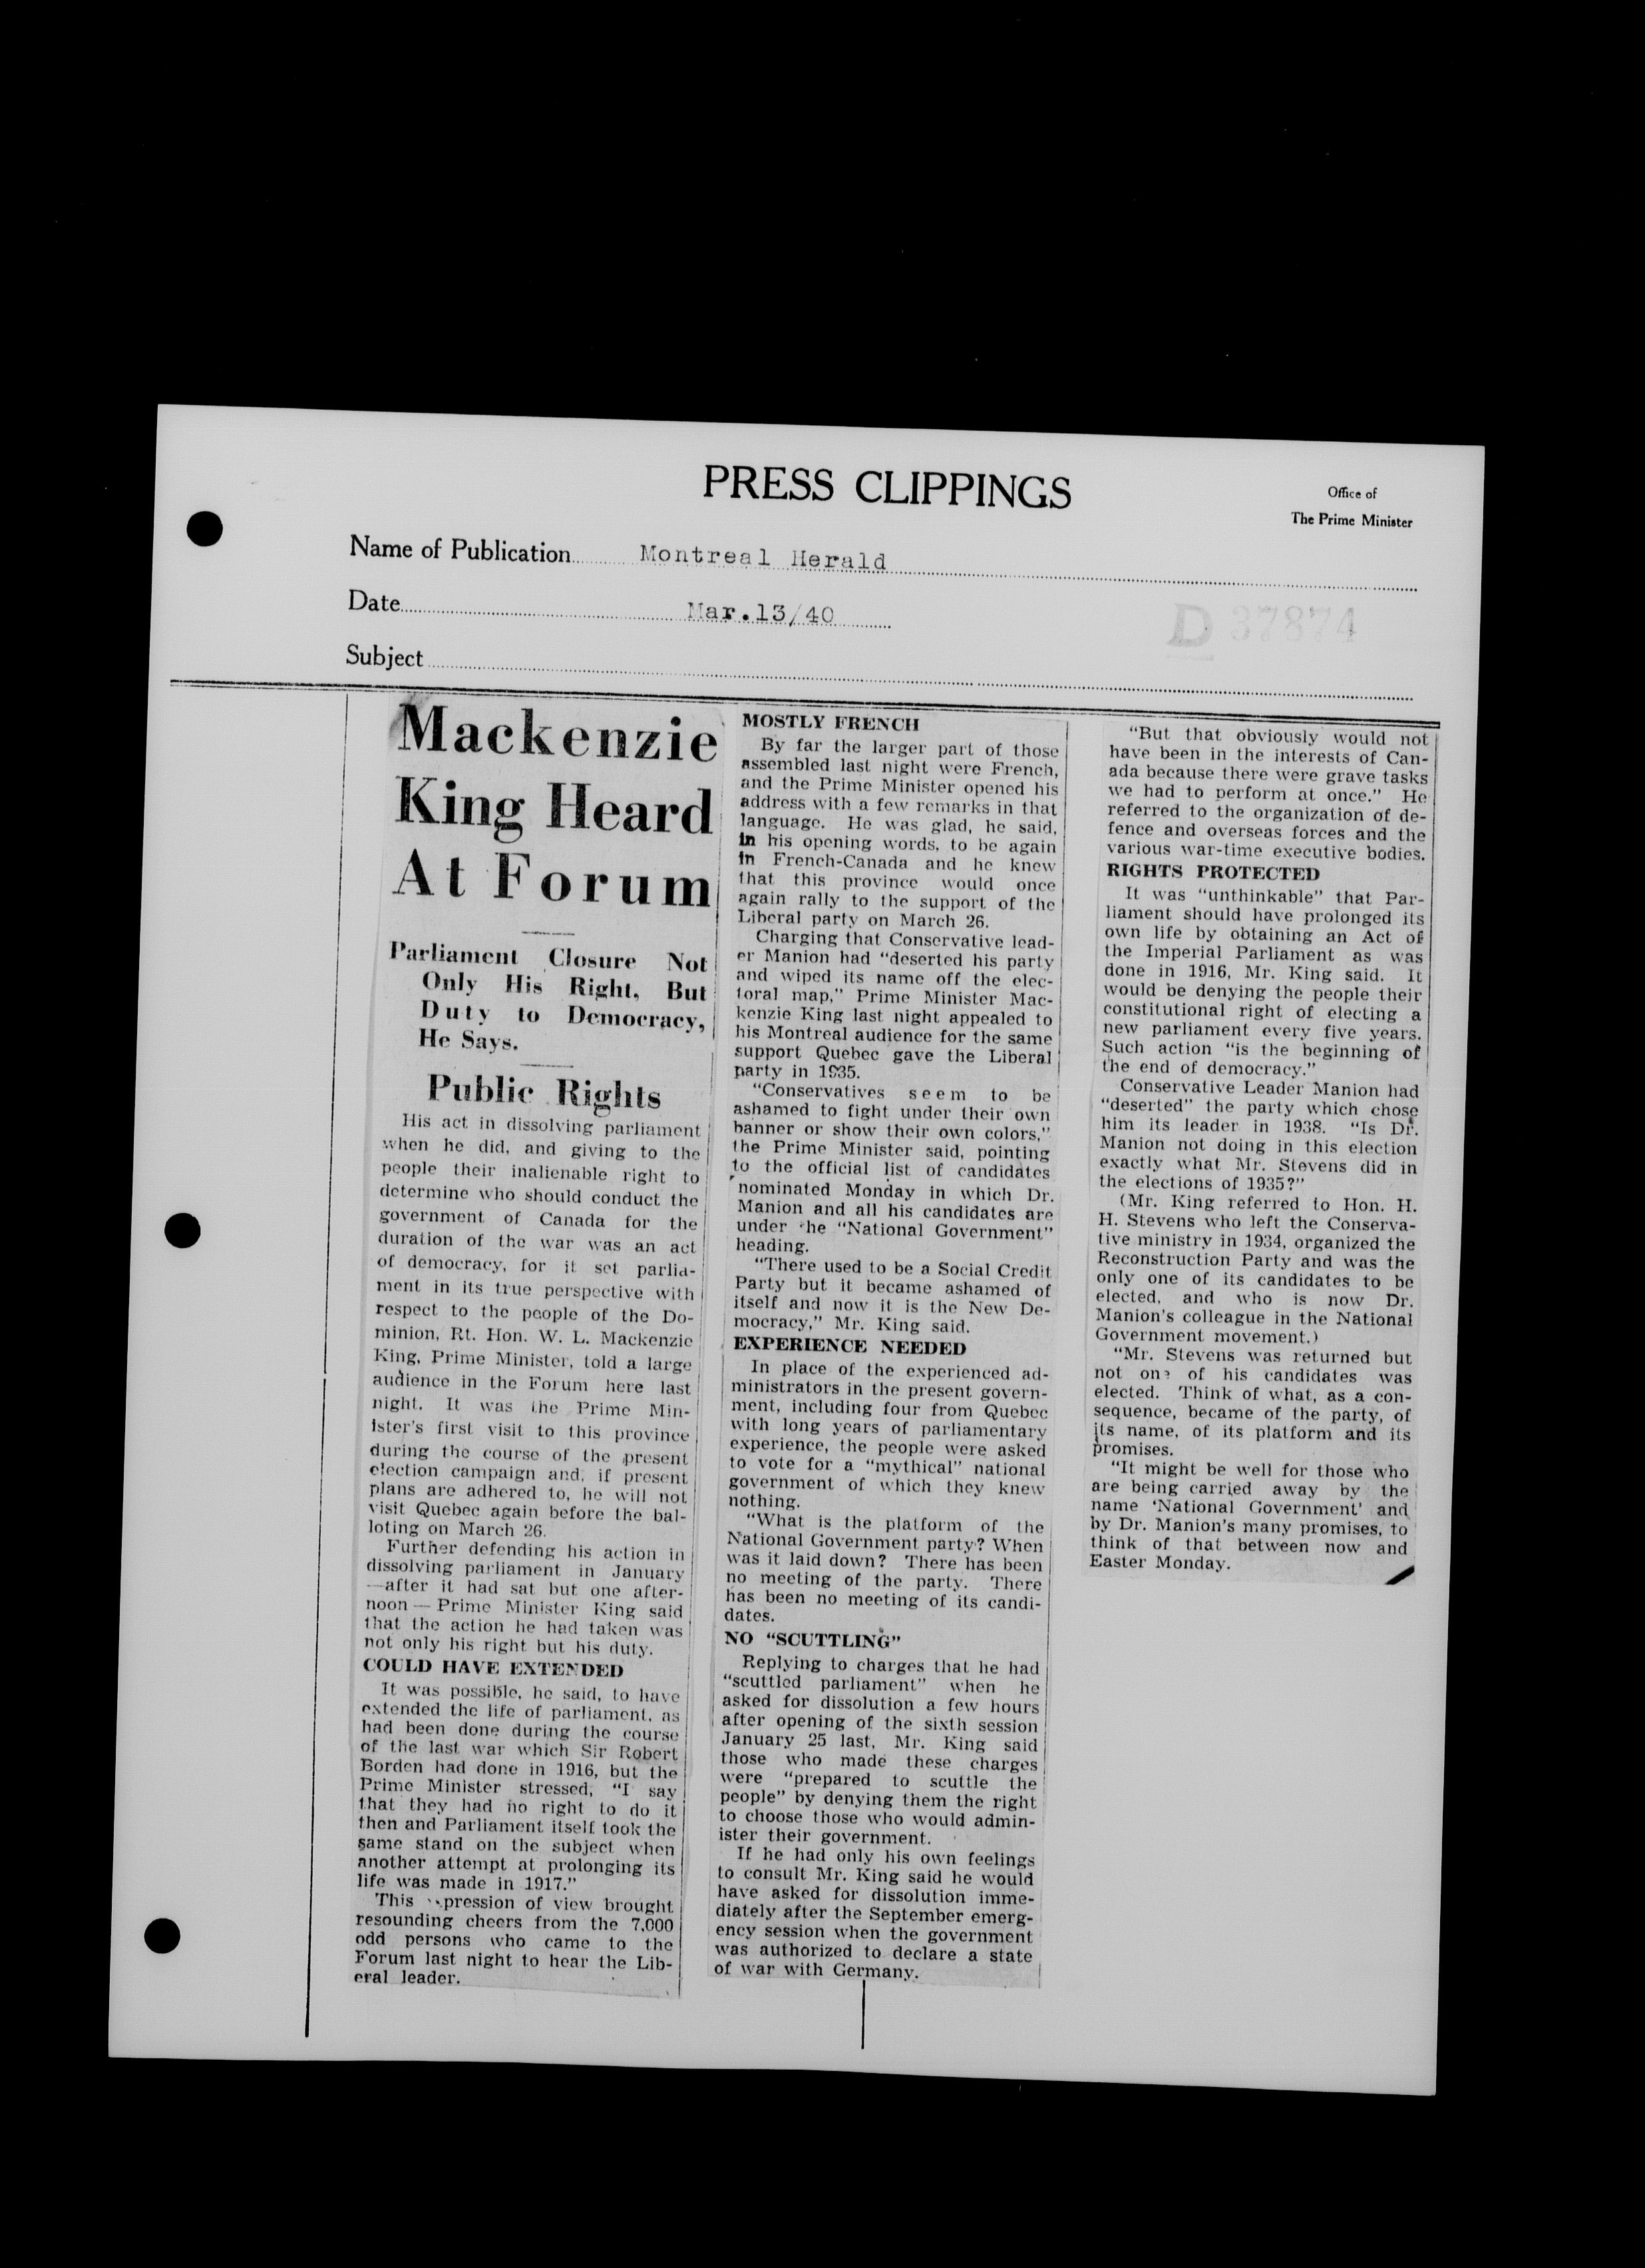 PRESS CLIPPINGS
Office of
The Prime Minister
Name of Publication Montreal Herald
Date Mar.13/40
D 37874
Subject
Mackenzie
King Heard
At Forum
Parliament Closure Not
Only His Right, But
Duty to Democracy,
He Says.
Public Rights
His act in dissolving parliament
when he did, and giving to the
people their inalienable right to
determine who should conduct the
government of Canada for the
duration of the war was an act
of democracy, for it set parlia-
ment in its true perspective with
respect to the people of the Do-
minion, Rt. Hon. W. L. Mackenzie
King, Prime Minister, told a large
audience in the Forum here last
night. It was the Prime Min-
ister's first visit to this province
during the course of the present
election campaign and, if present
plans are adhered to, he will not
visit Quebec again before the bal-
loting on March 26.
Further defending his action in
dissolving parliament in January
—after it had sat but one after-
noon — Prime Minister King said
that the action he had taken was
not only his right but his duty.
COULD HAVE EXTENDED
It was possible, he said, to have
extended the life of parliament, as
had been done during the course
of the last war which Sir Robert
Borden had done in 1916, but the
Prime Minister stressed, "I say
that they had no right to do it
then and Parliament itself took the
same stand on the subject when
another attempt at prolonging its
life was made in 1917."
This pression of view brought
resounding cheers from the 7,000
odd persons who came to the
Forum last night to hear the Lib-
eral leader.
MOSTLY FRENCH
By far the larger part of those
assembled last night were French,
and the Prime Minister opened his
address with a few remarks in that
language. He was glad, he said,
in his opening words, to be again
in French-Canada and he knew
that this province would once
again rally to the support of the
Liberal party on March 26.
Charging that Conservative lead-
er Manion had "deserted his party
and wiped its name off the elec-
toral map," Prime Minister Mac-
kenzie King last night appealed to
his Montreal audience for the same
support Quebec gave the Liberal
party in 1935.
"Conservatives seem to be
ashamed to fight under their own
banner or show their own colors,"
the Prime Minister said, pointing
to the official list of candidates
nominated Monday in which Dr.
Manion and all his candidates are
under the "National Government"
heading.
"There used to be a Social Credit
Party but it became ashamed of
itself and now it is the New De-
mocracy," Mr. King said.
EXPERIENCE NEEDED
In place of the experienced ad-
ministrators in the present govern-
ment, including four from Quebec
with long years of parliamentary
experience, the people were asked
to vote for a "mythical" national
government of which they knew
nothing.
"What is the platform of the
National Government party? When
was it laid down? There has been
no meeting of the party. There
has been no meeting of its candi-
dates.
NO "SCUTTLING"
Replying to charges that he had
"scuttled parliament" when he
asked for dissolution a few hours
after opening of the sixth session
January 25 last, Mr. King said
those who made these charges
were "prepared to scuttle the
people" by denying them the right
to choose those who would admin-
ister their government.
If he had only his own feelings
to consult Mr. King said he would
have asked for dissolution imme-
diately after the September emerg-
ency session when the government
was authorized to declare a state
of war with Germany.
"But that obviously would not
have been in the interests of Can-
ada because there were grave tasks
we had to perform at once." He
referred to the organization of de-
fence and overseas forces and the
various war-time executive bodies.
RIGHTS PROTECTED
It was "unthinkable" that Par-
liament should have prolonged its
own life by obtaining an Act of
the Imperial Parliament as was
done in 1916, Mr. King said. It
would be denying the people their
constitutional right of electing a
new parliament every five years.
Such action "is the beginning of
the end of democracy."
Conservative Leader Manion had
"deserted" the party which chose
him its leader in 1938. "Is Dr.
Manion not doing in this election
exactly what Mr. Stevens did in
the elections of 1935?"
(Mr. King referred to Hon. H.
H. Stevens who left the Conserva-
tive ministry in 1934, organized the
Reconstruction Party and was the
only one of its candidates to be
elected, and who is now Dr.
Manion's colleague in the National
Government movement.)
"Mr. Stevens was returned but
not one of his candidates was
elected. Think of what, as a con-
sequence, became of the party, of
its name, of its platform and its
promises.
"It might be well for those who
are being carried away by the
name 'National Government' and
by Dr. Manion's many promises, to
think of that between now and
Easter Monday.